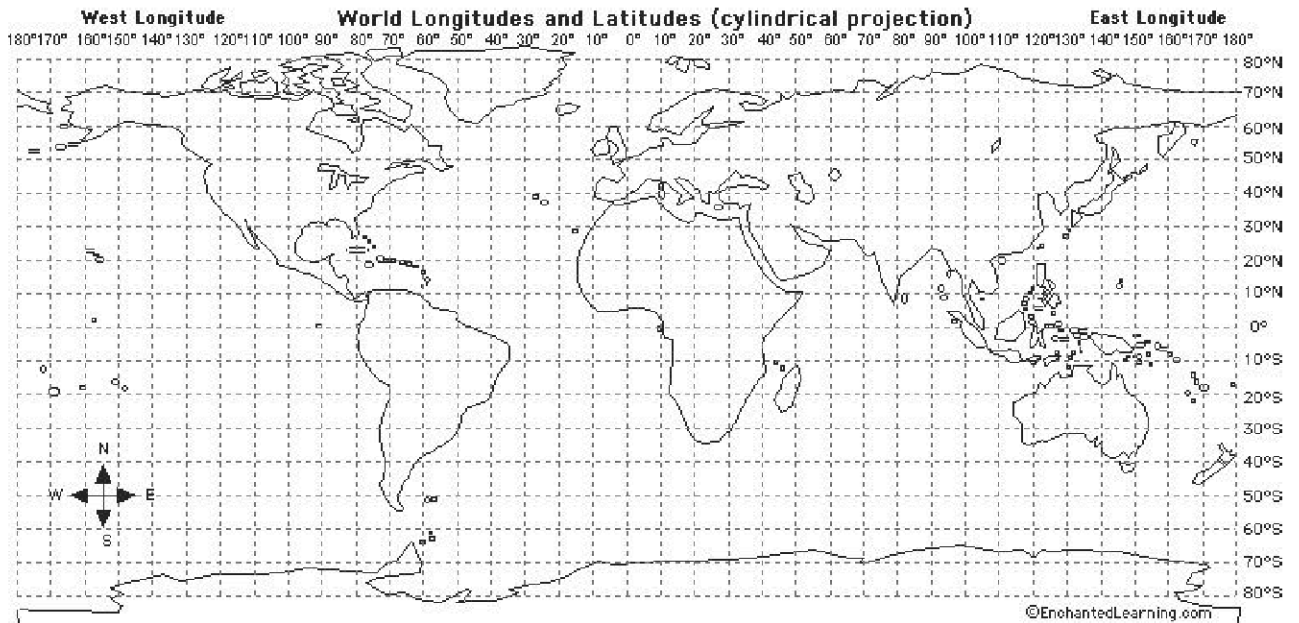 West Longitude World Longitudes and Latitudes (cylindrical projection) East Longitude
180°170° 160°150°140°130° 120° 110° 100° 90° 80° 70° 60° 50° 40° 30° 20° 10° 0° 10° 20° 30° 40° 50° 60° 70° 80° 90° 100°110° 120°130° 140° 150°160°170° 180°
80°N
70°N
60°N
50°N
40°N
30°N
20°N
10°N
0°
10°S
20°S
30°S
N
40°S
W E 50°S
S 60°S
70°S
80°S
©EnchantedLearning.com